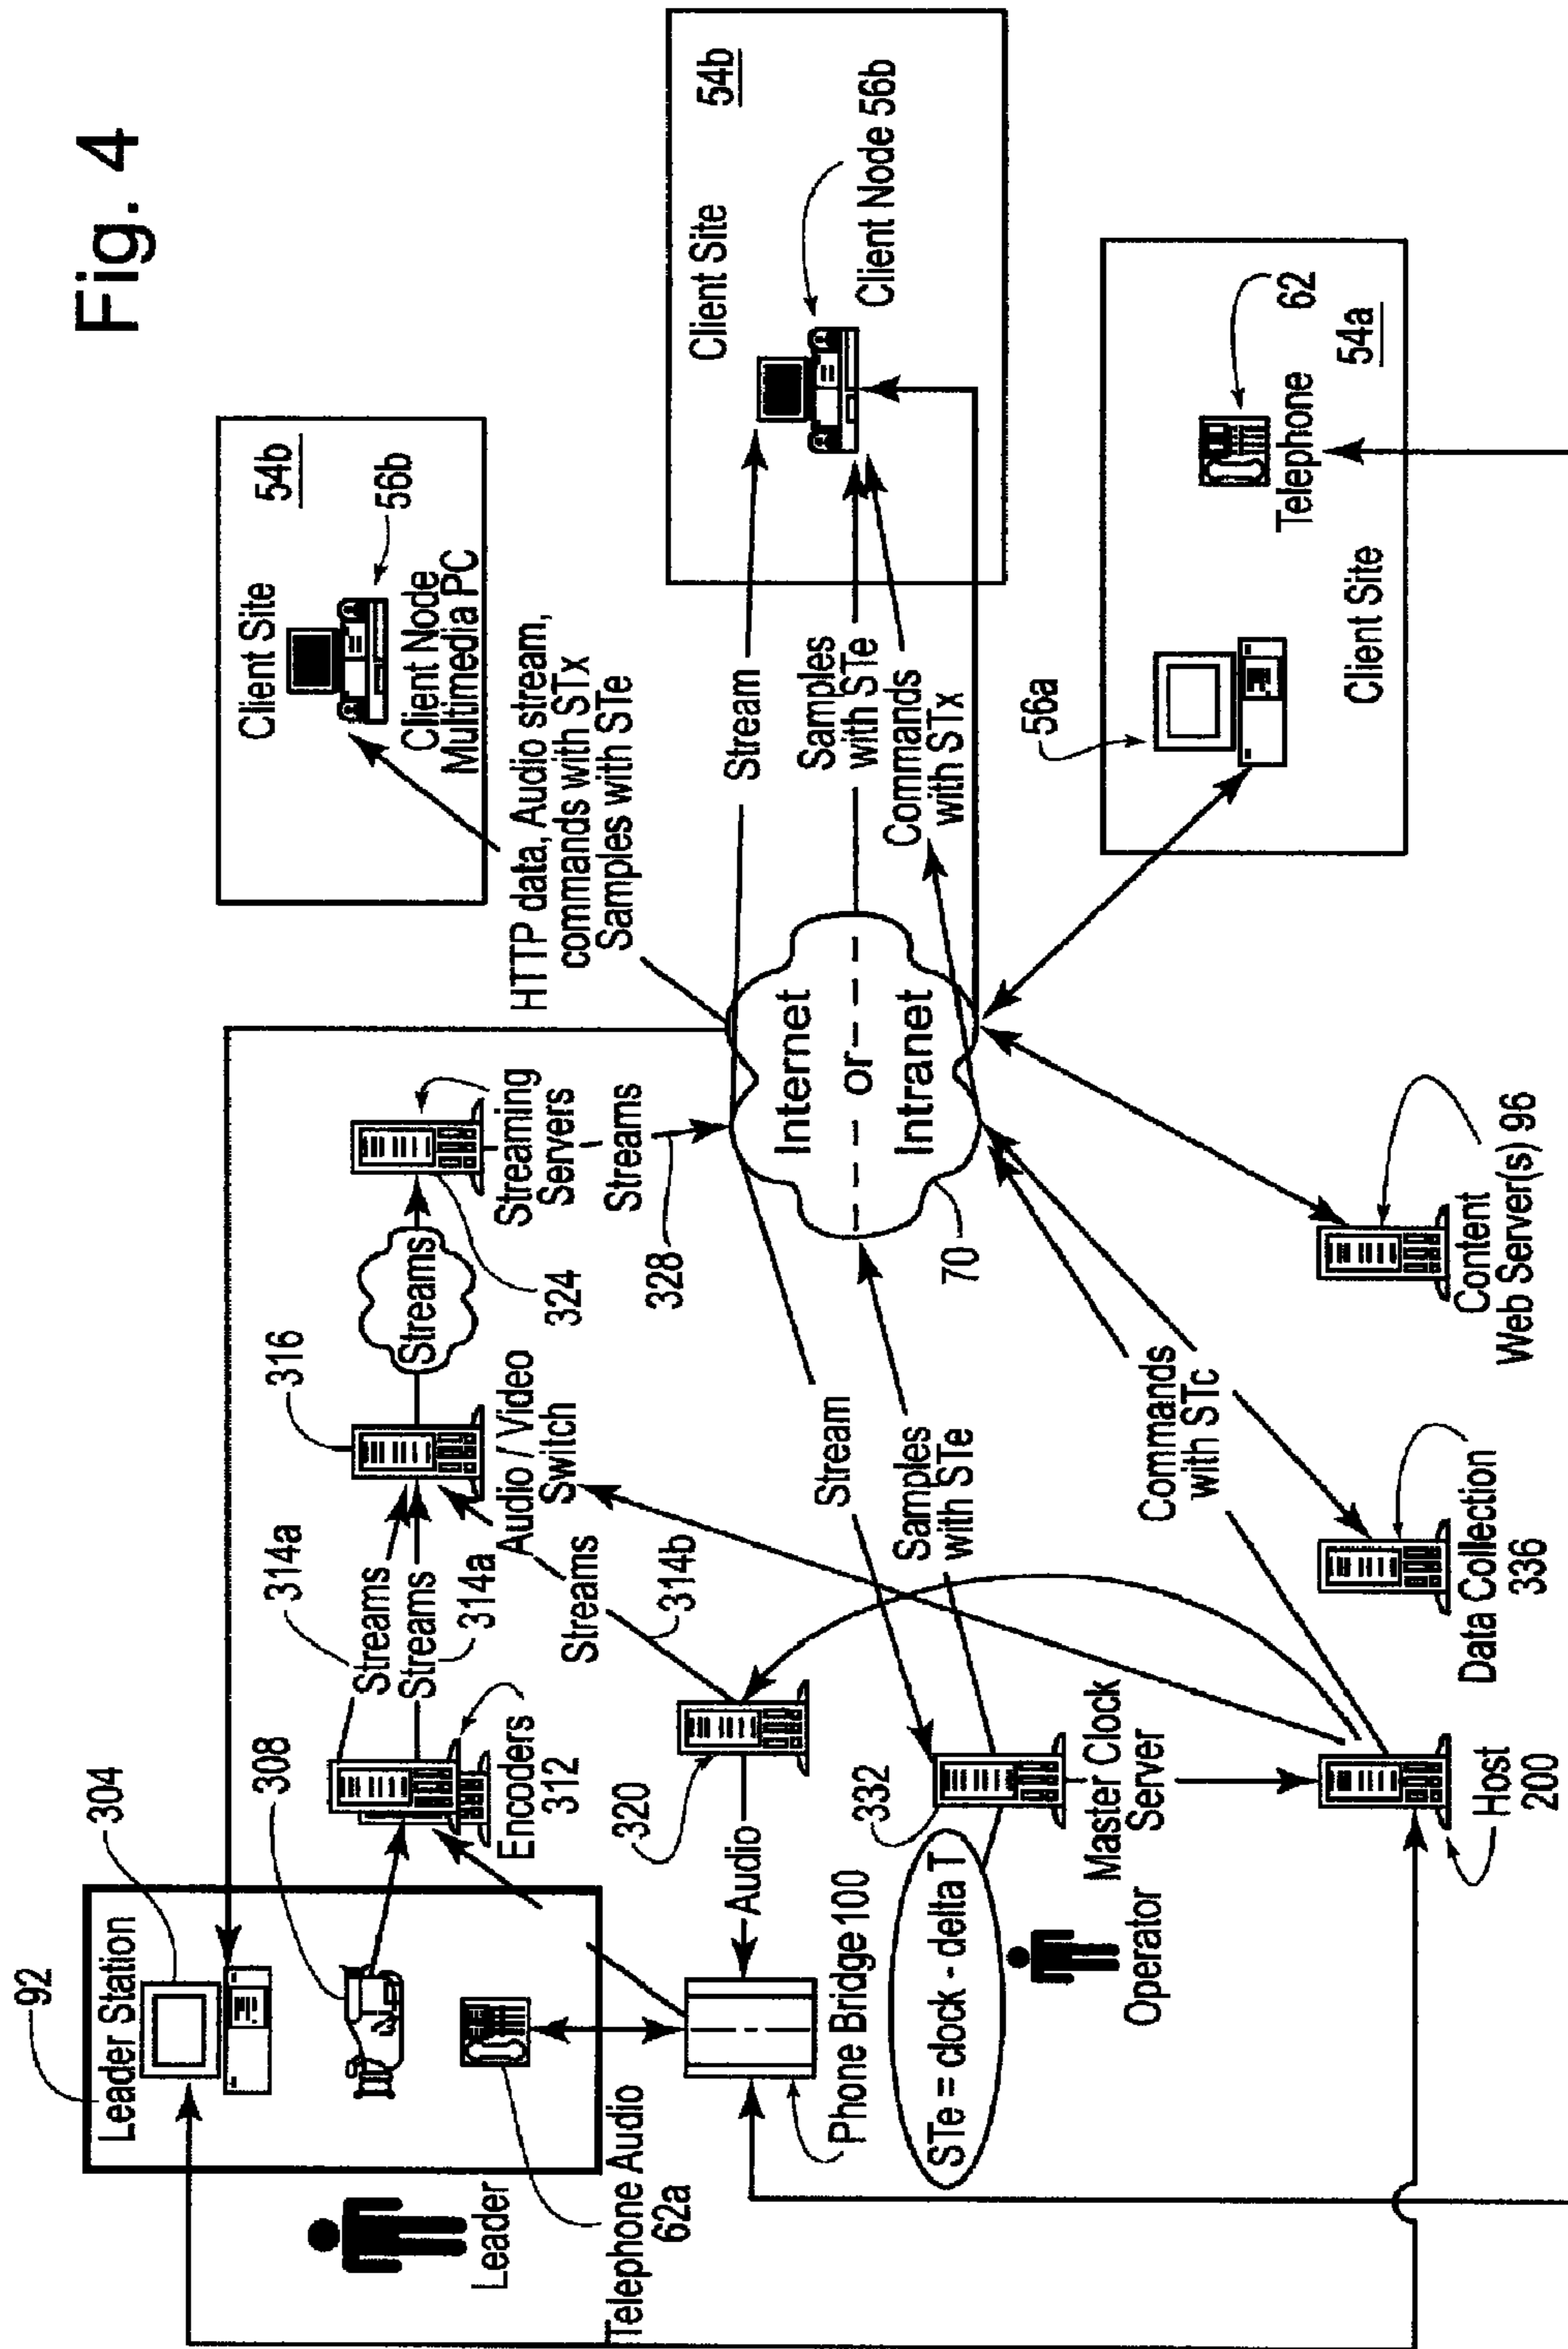 Fig. 4
92
Leader Station
304
308
Leader
Telephone Audio
62a
Encoders
312
Streams
314a
Streams
314a
316
Audio / Video
Switch
Streams
314b
Streams
324
Streaming
Servers
Streams
328
320
Audio
Phone Bridge 100
STe = clock - delta T
Operator
332
Master Clock
Server
Host
200
Stream
Samples
with STe
Commands
with STc
Data Collection
336
Content
Web Server(s) 96
Internet
or
Intranet
70
HTTP data, Audio stream,
commands with STx
Samples with STe
Client Site
54b
56b
Client Node
Multimedia PC
Stream
Samples
with STe
Commands
with STx
Client Site
54b
Client Node 56b
56a
Client Site
Telephone
62
54a